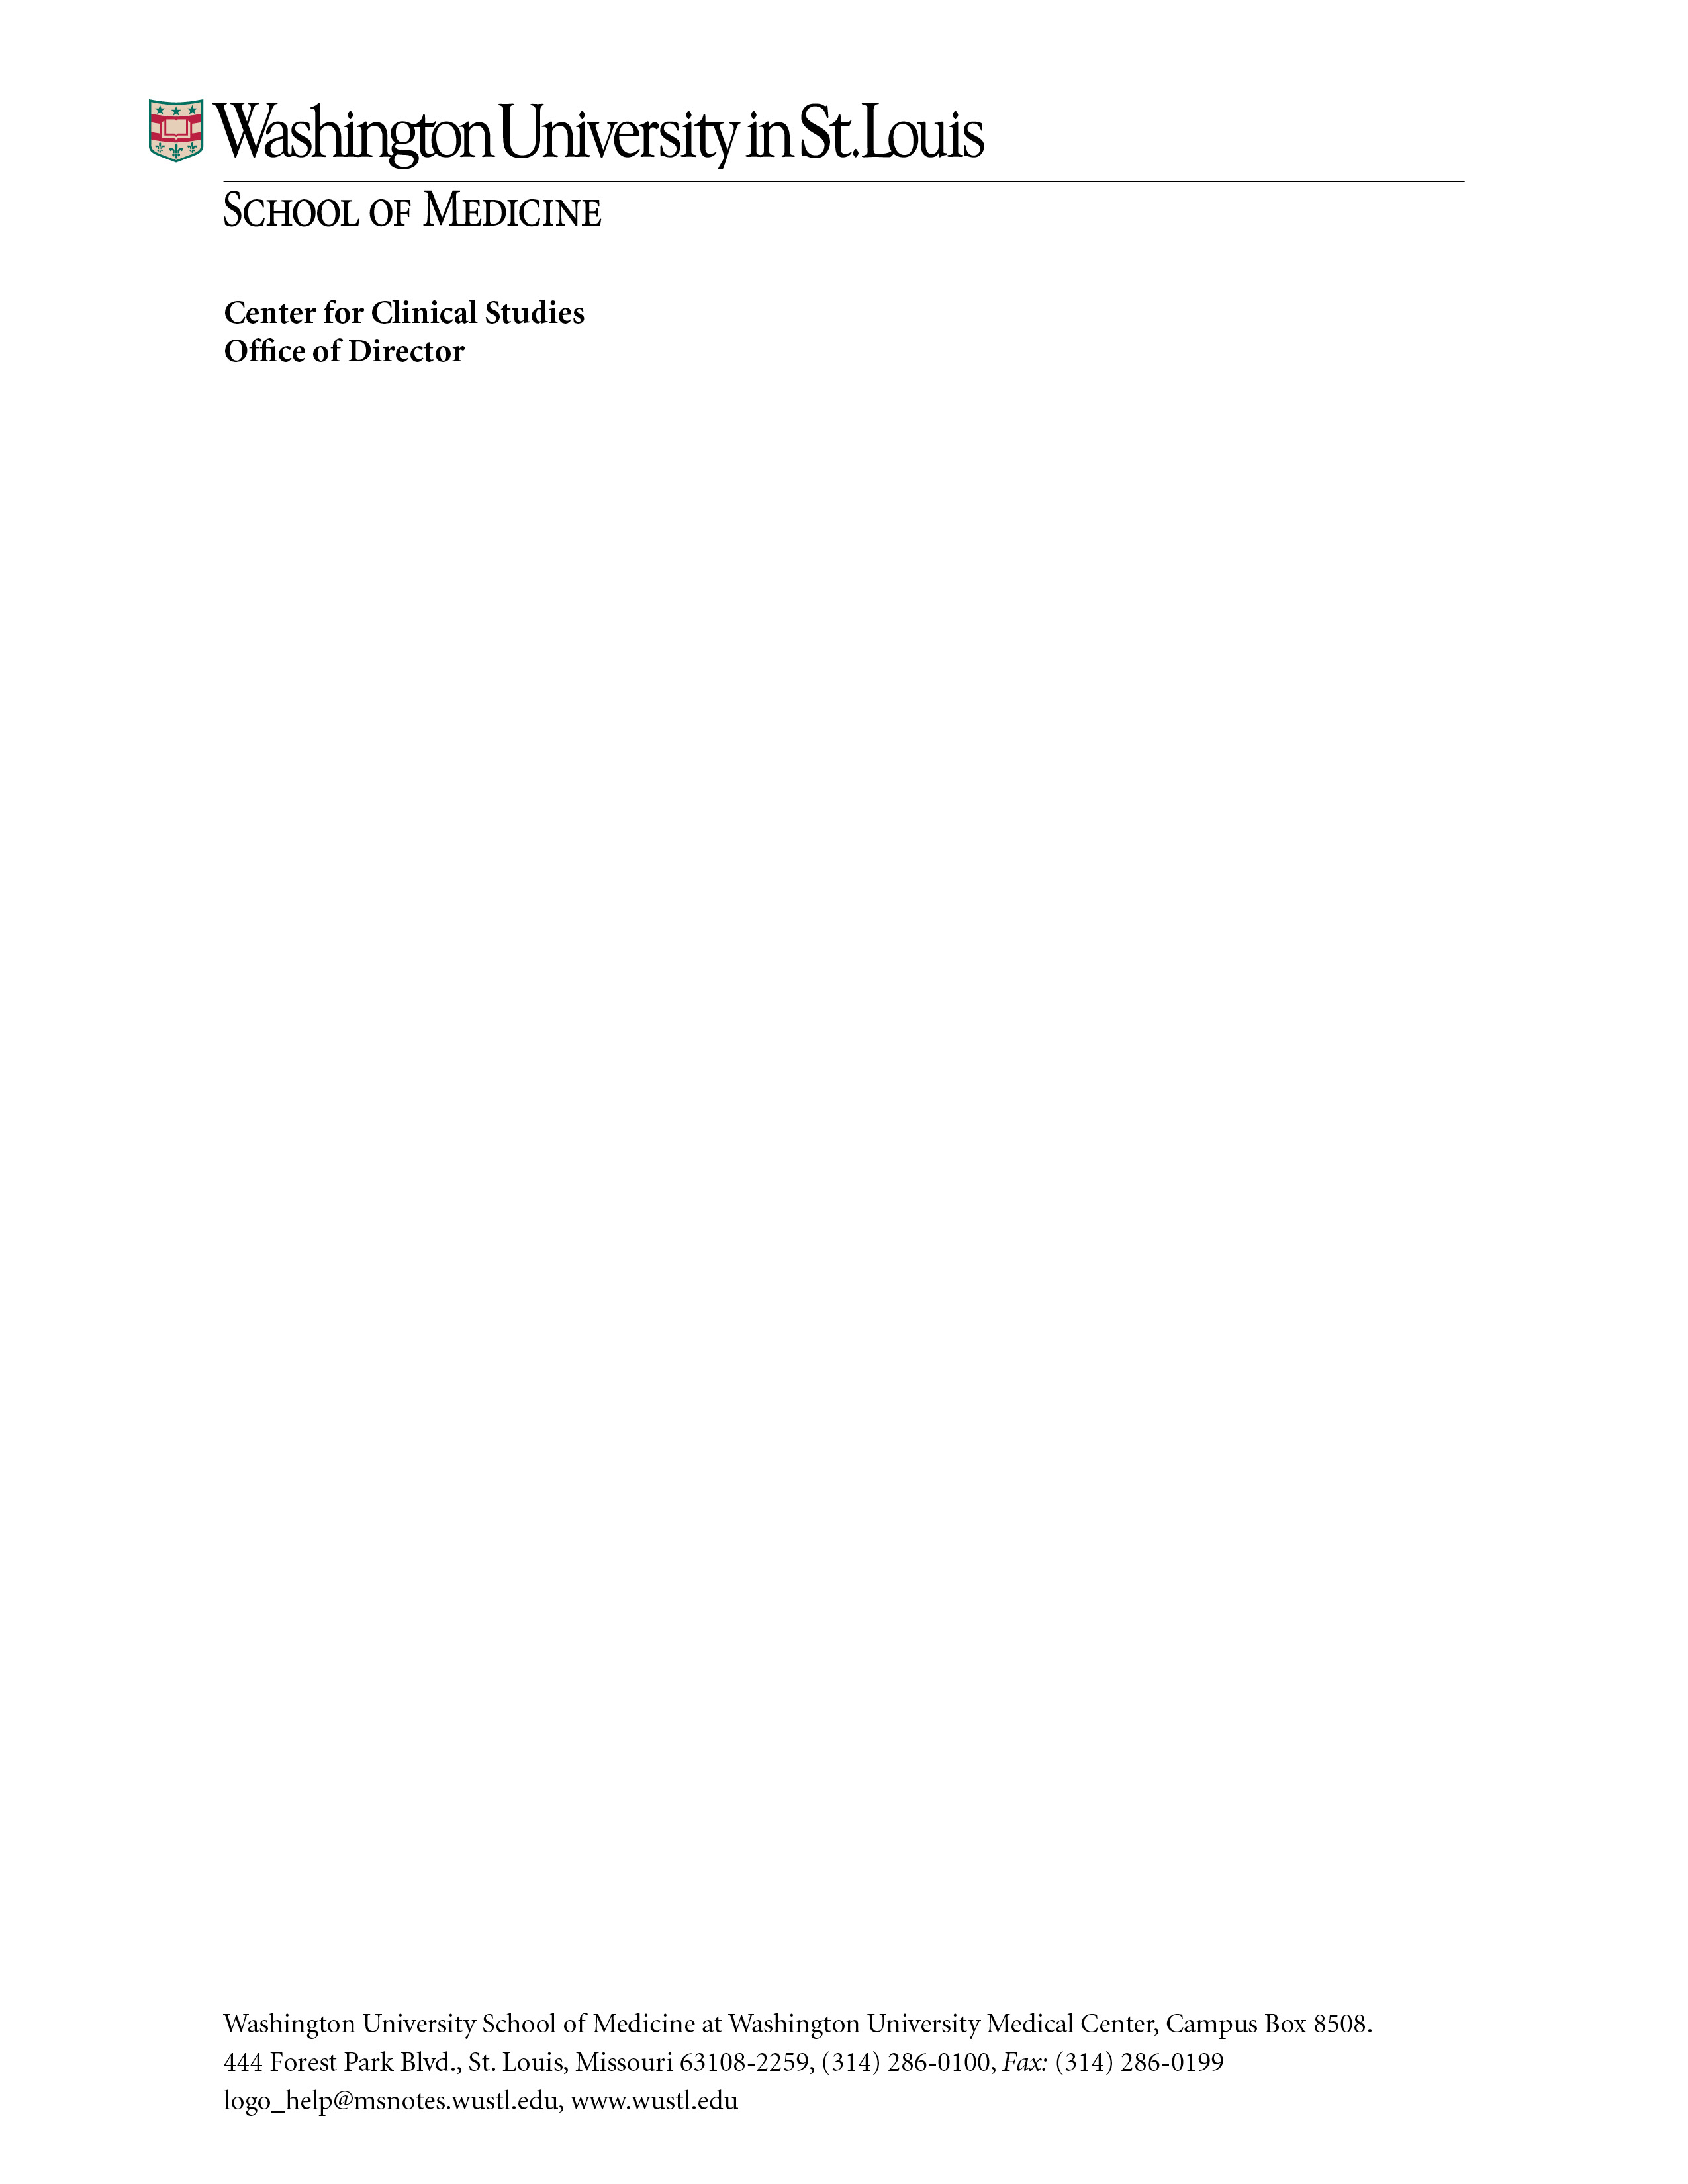 Washington University in St. Louis
School of Medicine
Center for Clinical Studies
Office of Director
Washington University School of Medicine at Washington University Medical Center, Campus Box 8508.
444 Forest Park Blvd., St. Louis, Missouri 63108-2259, (314) 286-0100, Fax: (314) 286-0199
logo_help@msnotes.wustl.edu, www.wustl.edu